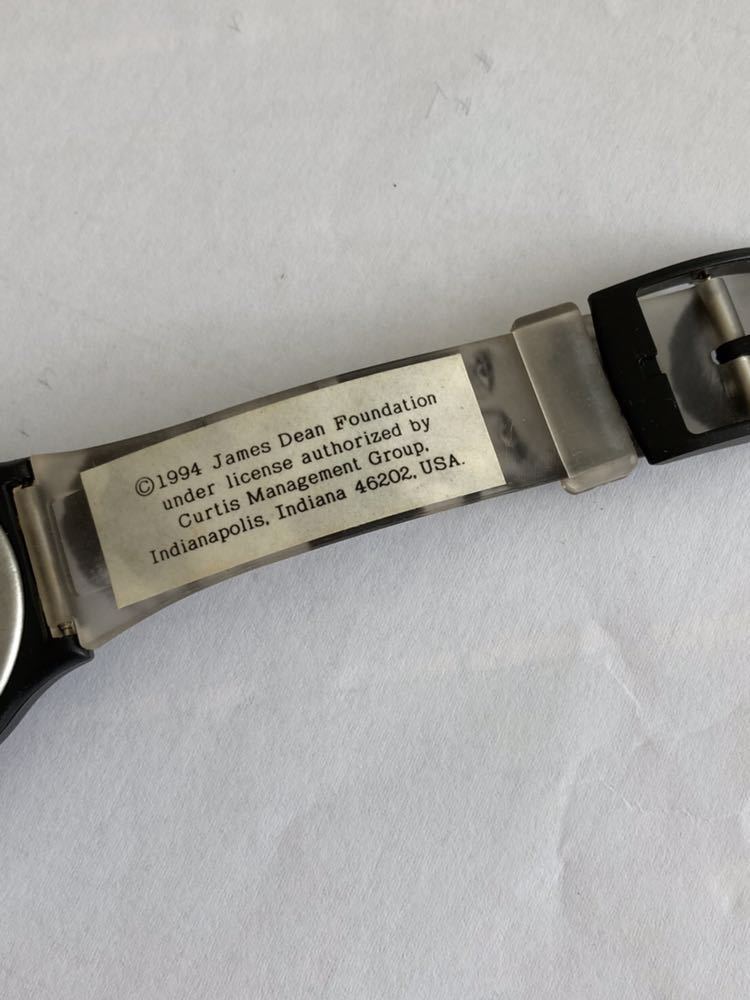 ©1994 James Dean Foundation
under license authorized by
Curtis Management Group,
Indianapolis, Indiana 46202, USA.